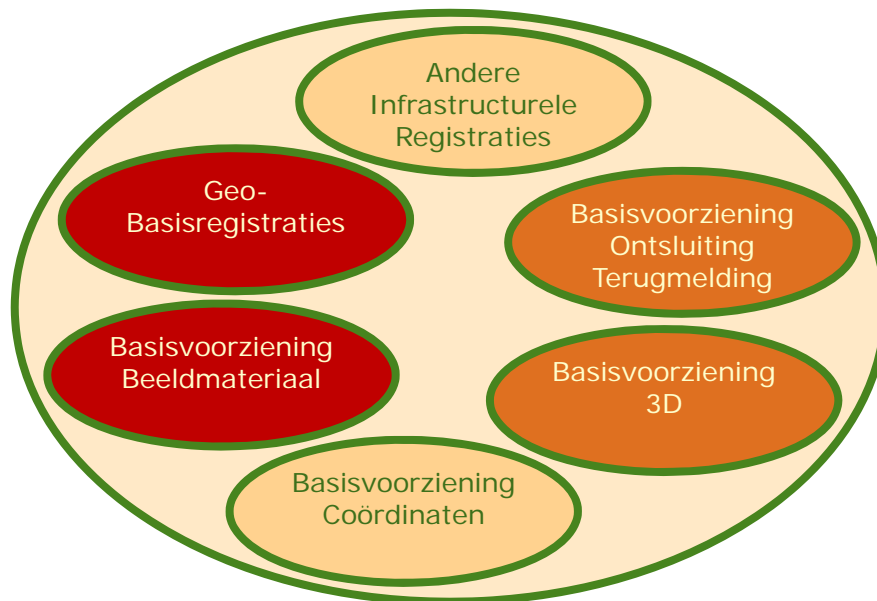 Andere
Infrastructurele
Registraties
Geo-
Basisregistraties
Basisvoorziening
Ontsluiting
Terugmelding
Basisvoorziening
Beeldmateriaal
Basisvoorziening
3D
Basisvoorziening
Coördinaten